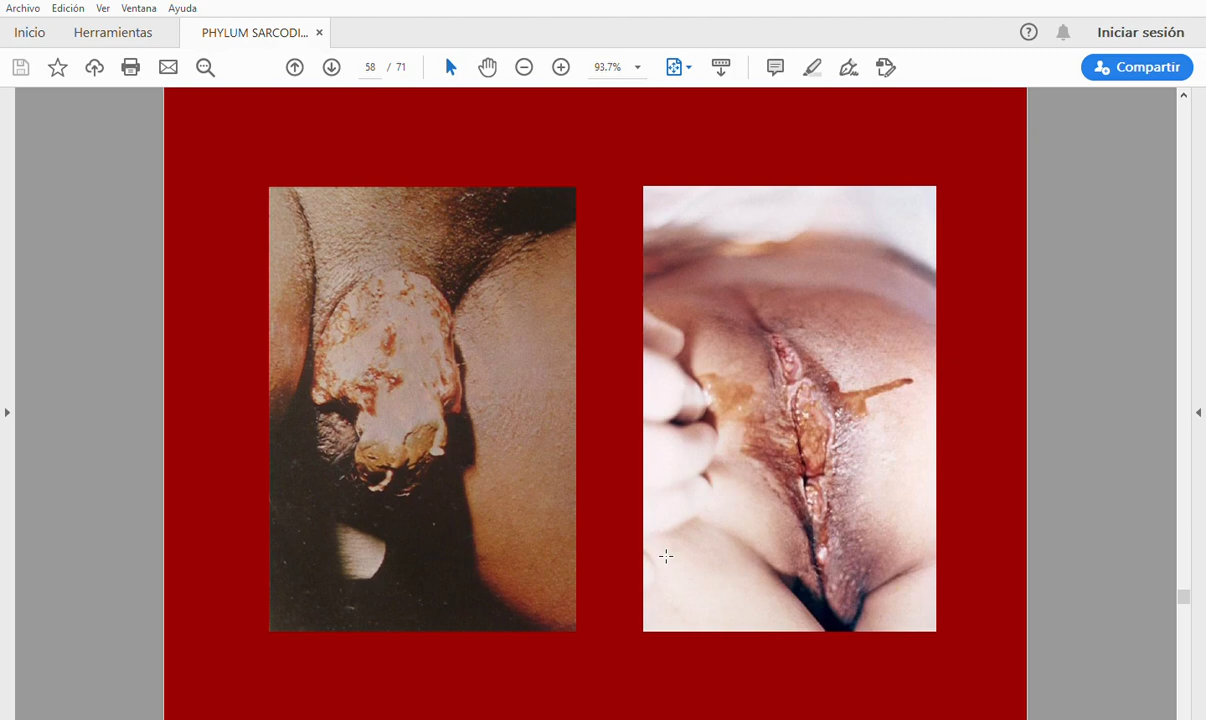 Archivo Edición Ver Ventana Ayuda
Inicio Herramientas PHYLUM SARCODI... × Iniciar sesión
58 / 71 93.7% Compartir